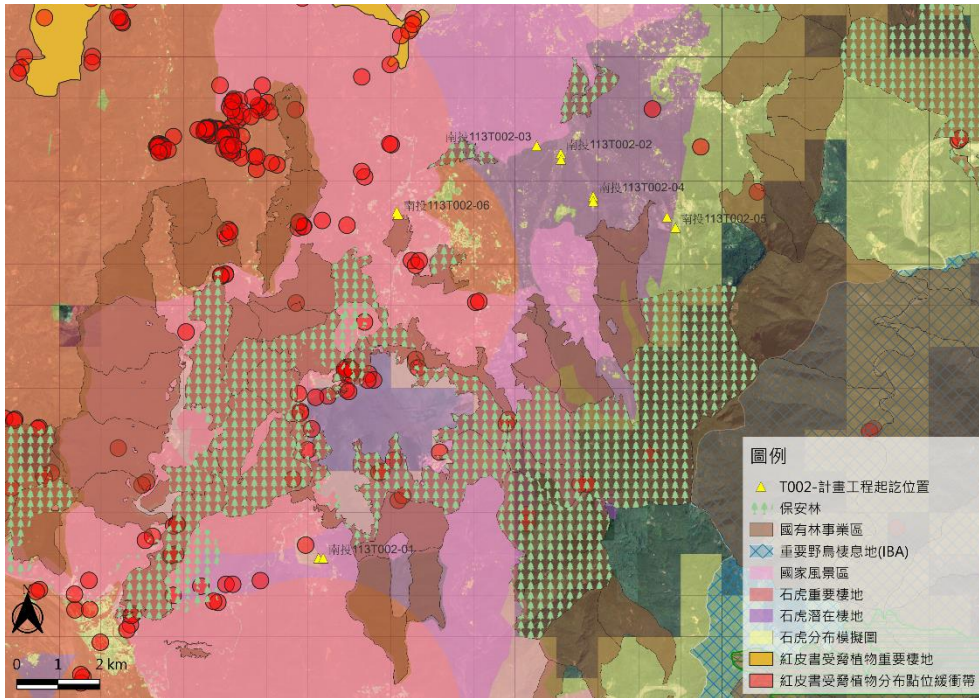 南投113T002-03
南投113T002-02
南投113T002-04
南投113T002-06
南投113T002-05
南投113T002-01
圖例
T002-計畫工程起訖位置
保安林
國有林事業區
重要野鳥棲息地(IBA)
國家風景區
石虎重要棲地
石虎潛在棲地
石虎分布模擬圖
紅皮書受脅植物重要棲地
紅皮書受脅植物分布點位緩衝帶
0 1 2 km